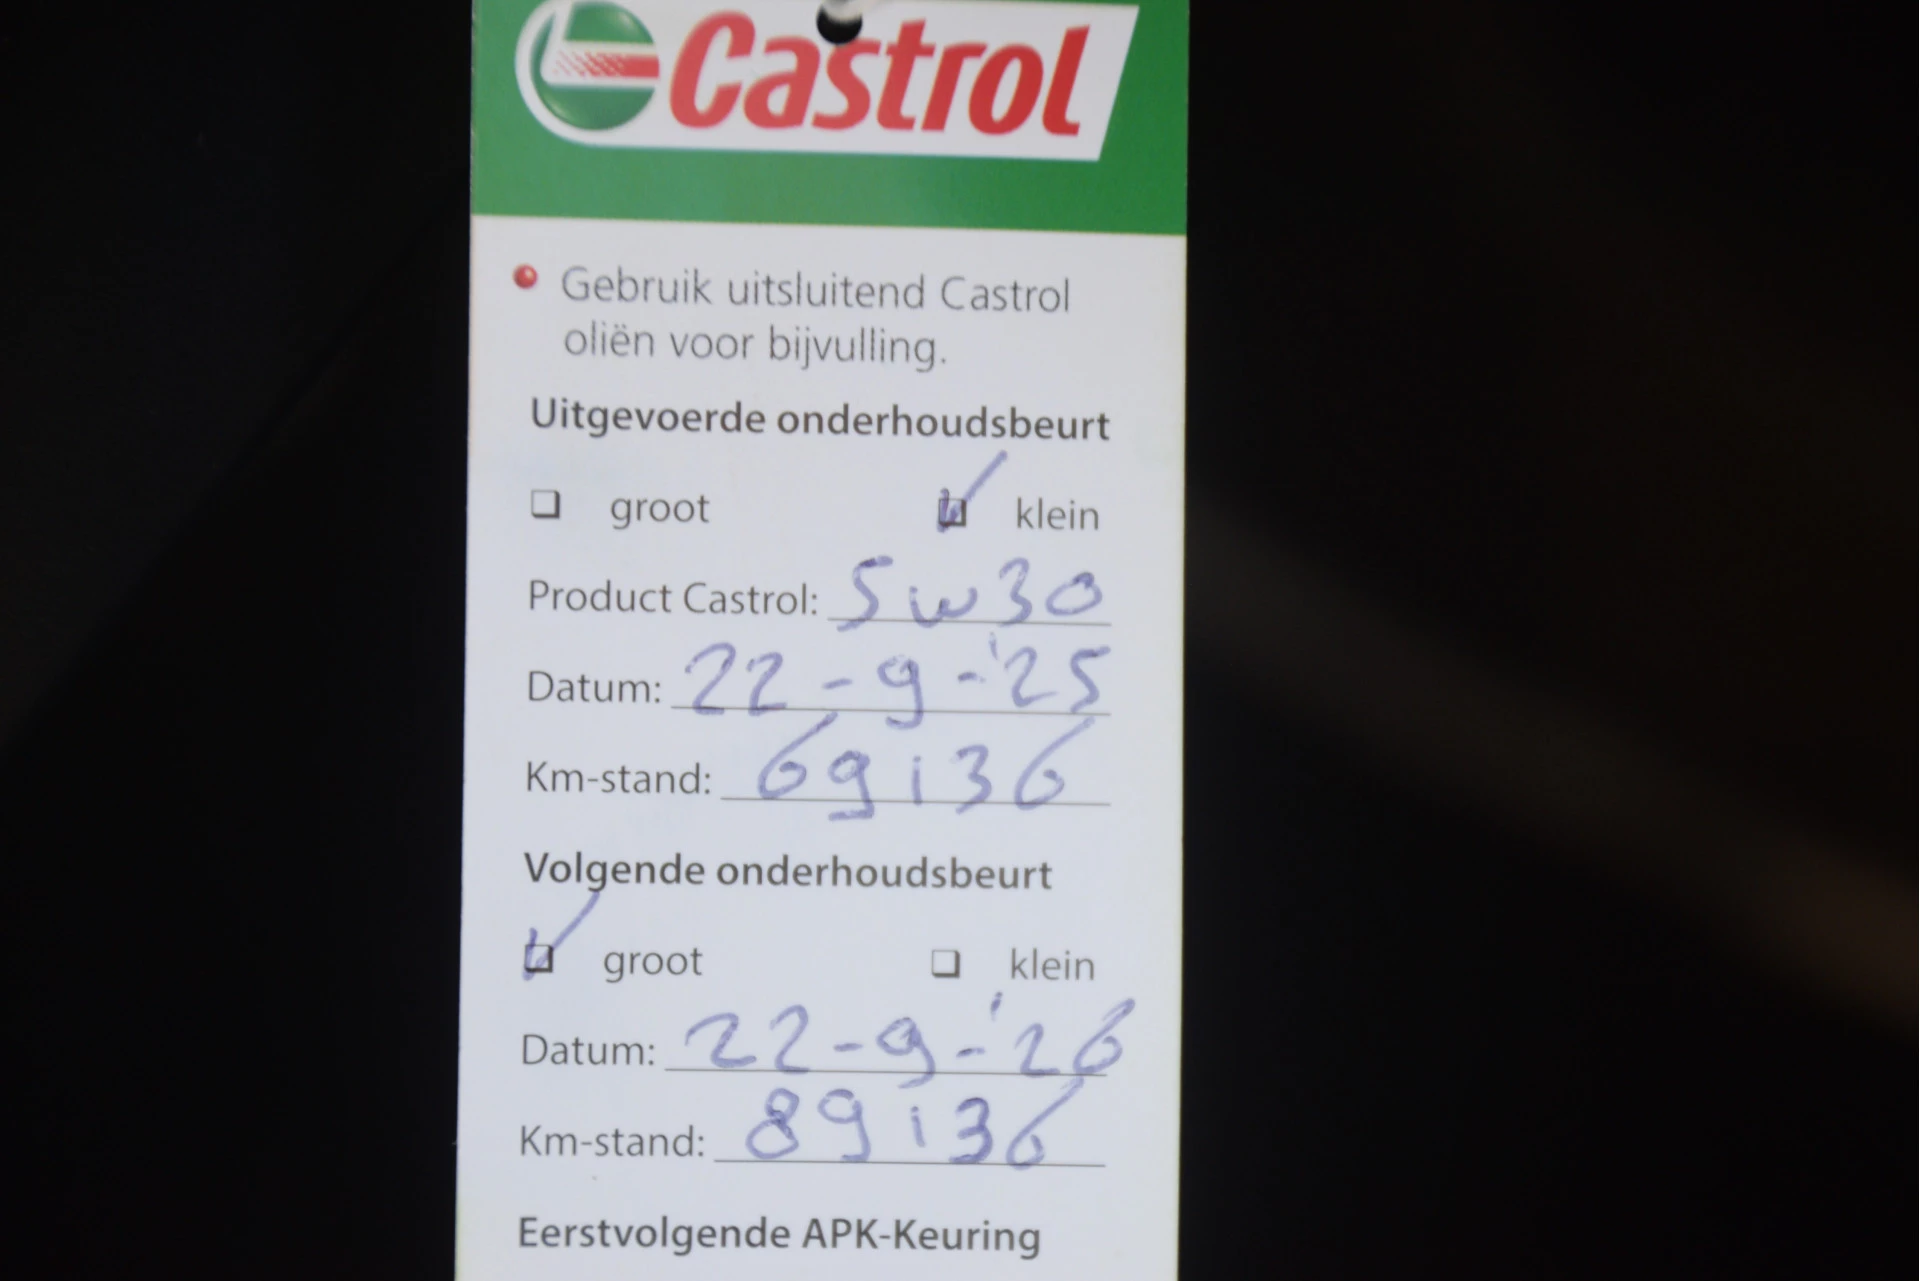 Castrol
Gebruik uitsluitend Castrol
oliën voor bijvulling.
Uitgevoerde onderhoudsbeurt
groot klein
Product Castrol: 5w30
Datum: 22-9-'25
Km-stand: 69136
Volgende onderhoudsbeurt
groot klein
Datum: 22-9-'26
Km-stand: 89136
Eerstvolgende APK-Keuring